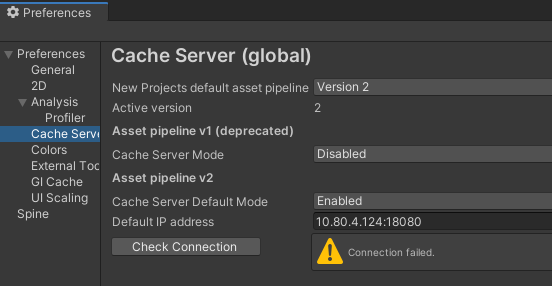 Preferences
Preferences
General
2D
Analysis
Profiler
Cache Serve
Colors
External Too
GI Cache
UI Scaling
Spine
Cache Server (global)
New Projects default asset pipeline Version 2
Active version 2
Asset pipeline v1 (deprecated)
Cache Server Mode Disabled
Asset pipeline v2
Cache Server Default Mode Enabled
Default IP address 10.80.4.124:18080
Check Connection Connection failed.